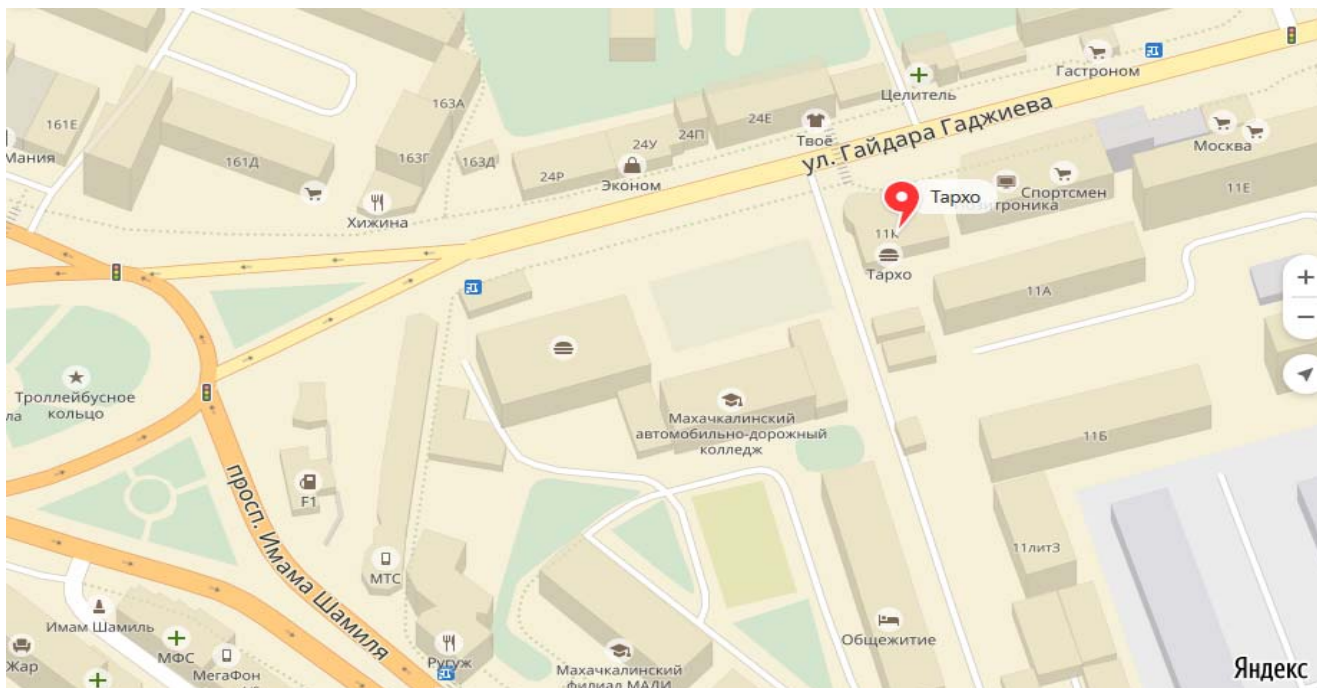 Гастроном
Целитель
163А
161Е
Мания
161Д
163Г
163Д
24Р
24У
24П
24Е
Эконом
Твоё
ул. Гайдара Гаджиева
Москва
11Е
Спортсмен
Тархо
Хижина
11К
Тархо
11А
Троллейбусное
кольцо
ла
Махачкалинский
автомобильно-дорожный
колледж
11Б
F1
просп. Имама Шамиля
МТС
11лит3
Имам Шамиль
МФС
МегаФон
Жар
Ругуж
Общежитие
Махачкалинский
филиал МАДИ
Яндекс